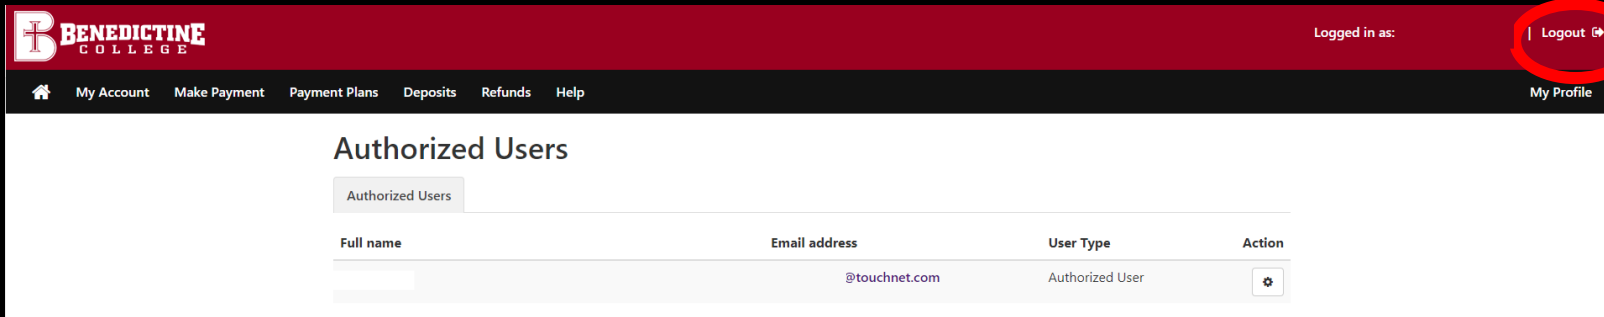 BENEDICTINE
COLLEGE
Logged in as: | Logout
My Account Make Payment Payment Plans Deposits Refunds Help My Profile
Authorized Users
Authorized Users
Full name Email address User Type Action
@touchnet.com Authorized User